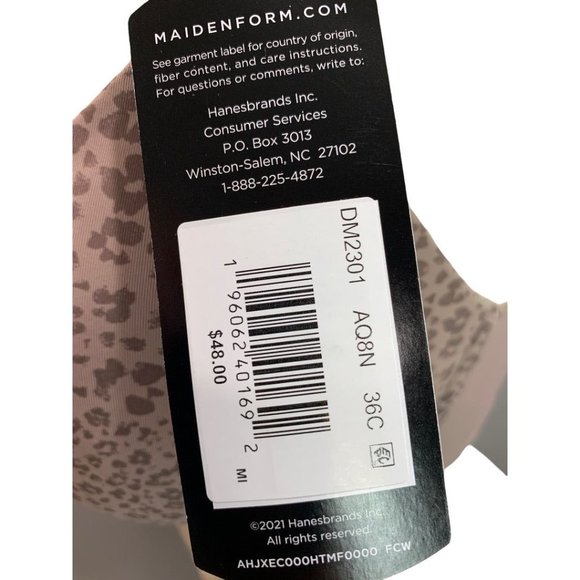 MAIDENFORM.COM
See garment label for country of origin,
fiber content, and care instructions.
For questions or comments, write to:
Hanesbrands Inc.
Consumer Services
P.O. Box 3013
Winston-Salem, NC 27102
1-888-225-4872
DM2301 AQ8N 36C
1 96062 40169 2
MI
$48.00
©2021 Hanesbrands Inc.
All rights reserved.
AHJXEC000HTMF0000 FCW